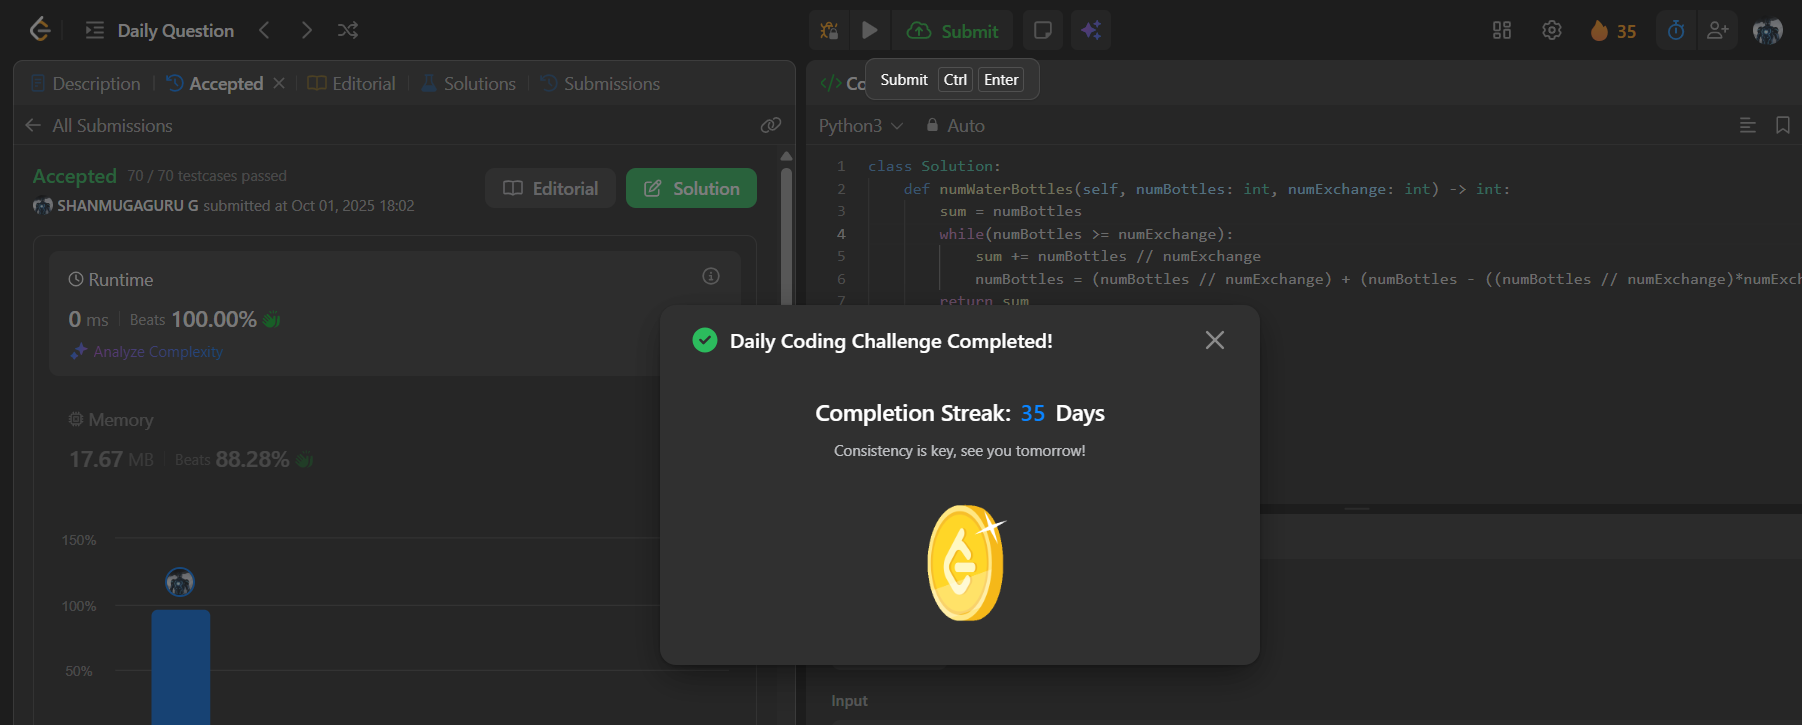 Daily Question
Submit
35
Description
Accepted
Editorial
Solutions
Submissions
Submit Ctrl Enter
All Submissions
Python3
Auto
Accepted 70 / 70 testcases passed
Editorial
Solution
SHANMUGAGURU G submitted at Oct 01, 2025 18:02
Runtime
0 ms Beats 100.00%
Analyze Complexity
Memory
17.67 MB Beats 88.28%
150%
100%
50%
1 class Solution:
2 def numWaterBottles(self, numBottles: int, numExchange: int) -> int:
3 sum = numBottles
4 while(numBottles >= numExchange):
5 sum += numBottles // numExchange
6 numBottles = (numBottles // numExchange) + (numBottles - ((numBottles // numExchange)*numExch
7 return sum
Daily Coding Challenge Completed!
Completion Streak: 35 Days
Consistency is key, see you tomorrow!
Input